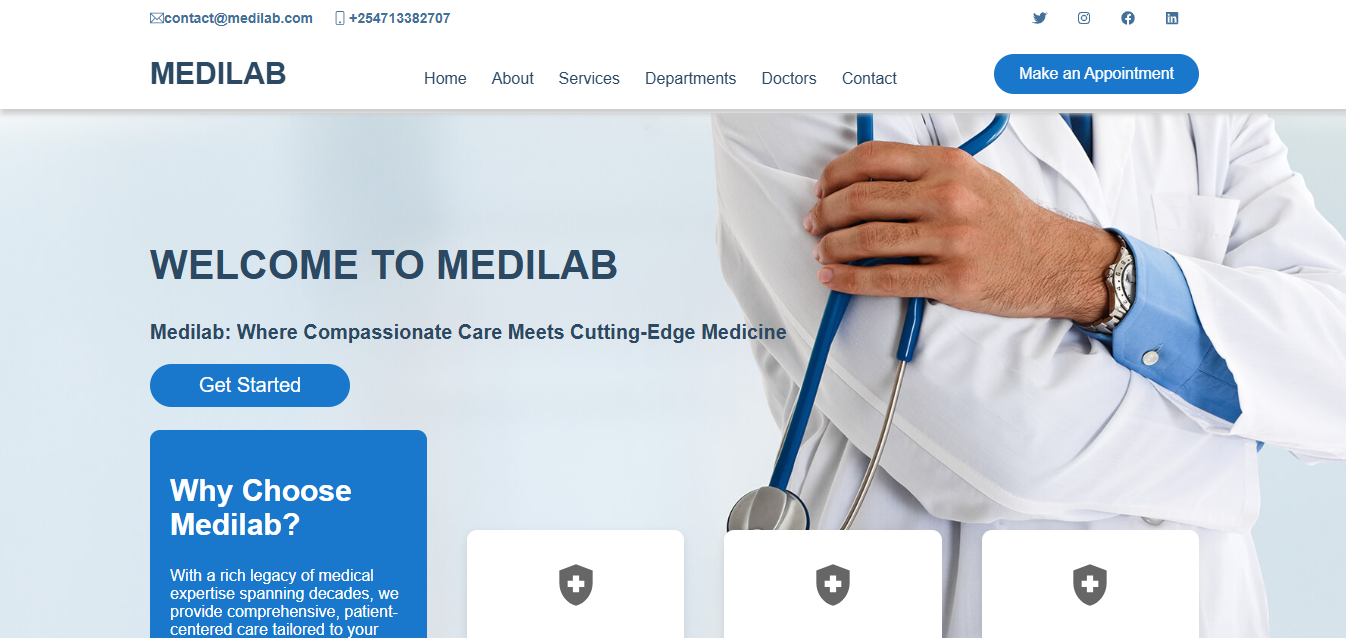 contact@medilab.com +254713382707
MEDILAB
Home About Services Departments Doctors Contact
Make an Appointment
WELCOME TO MEDILAB
Medilab: Where Compassionate Care Meets Cutting-Edge Medicine
Get Started
Why Choose
Medilab?
With a rich legacy of medical
expertise spanning decades, we
provide comprehensive, patient-
centered care tailored to your